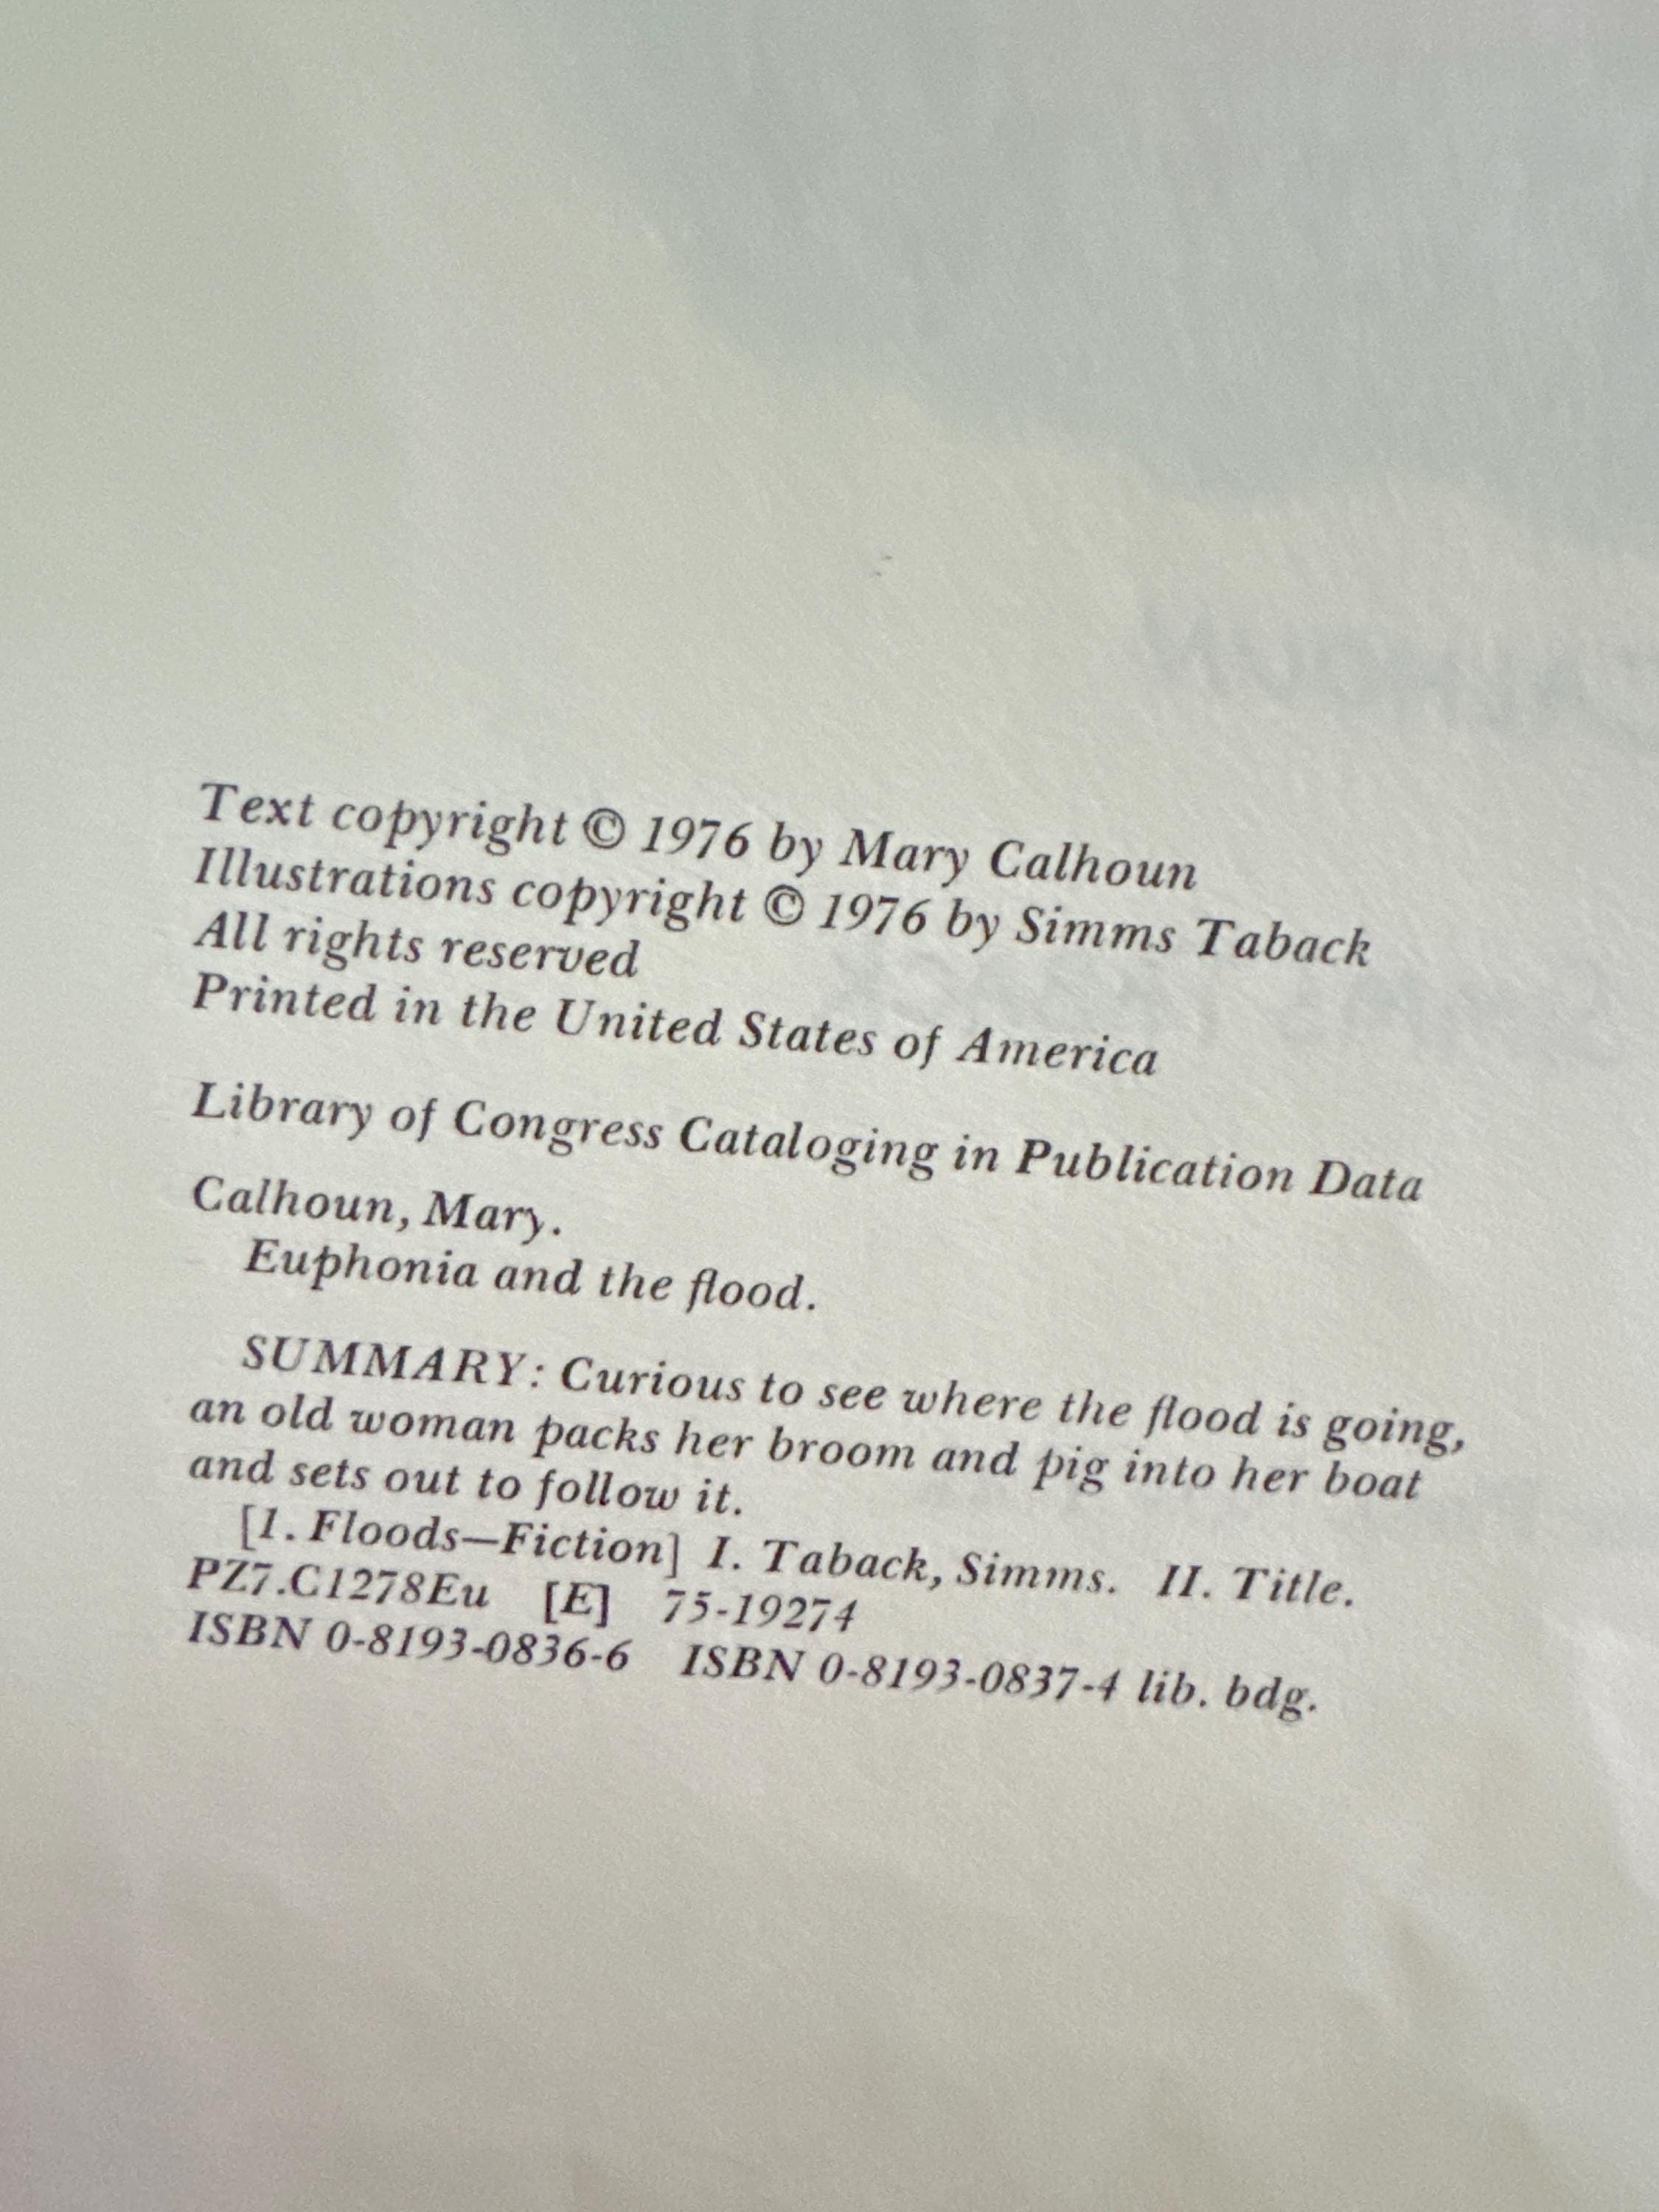 Text copyright © 1976 by Mary Calhoun
Illustrations copyright © 1976 by Simms Taback
All rights reserved
Printed in the United States of America
Library of Congress Cataloging in Publication Data
Calhoun, Mary.
Euphonia and the flood.
SUMMARY: Curious to see where the flood is going,
an old woman packs her broom and pig into her boat
and sets out to follow it.
[1. Floods—Fiction] I. Taback, Simms. II. Title.
PZ7.C1278Eu [E] 75-19274
ISBN 0-8193-0836-6 ISBN 0-8193-0837-4 lib. bdg.